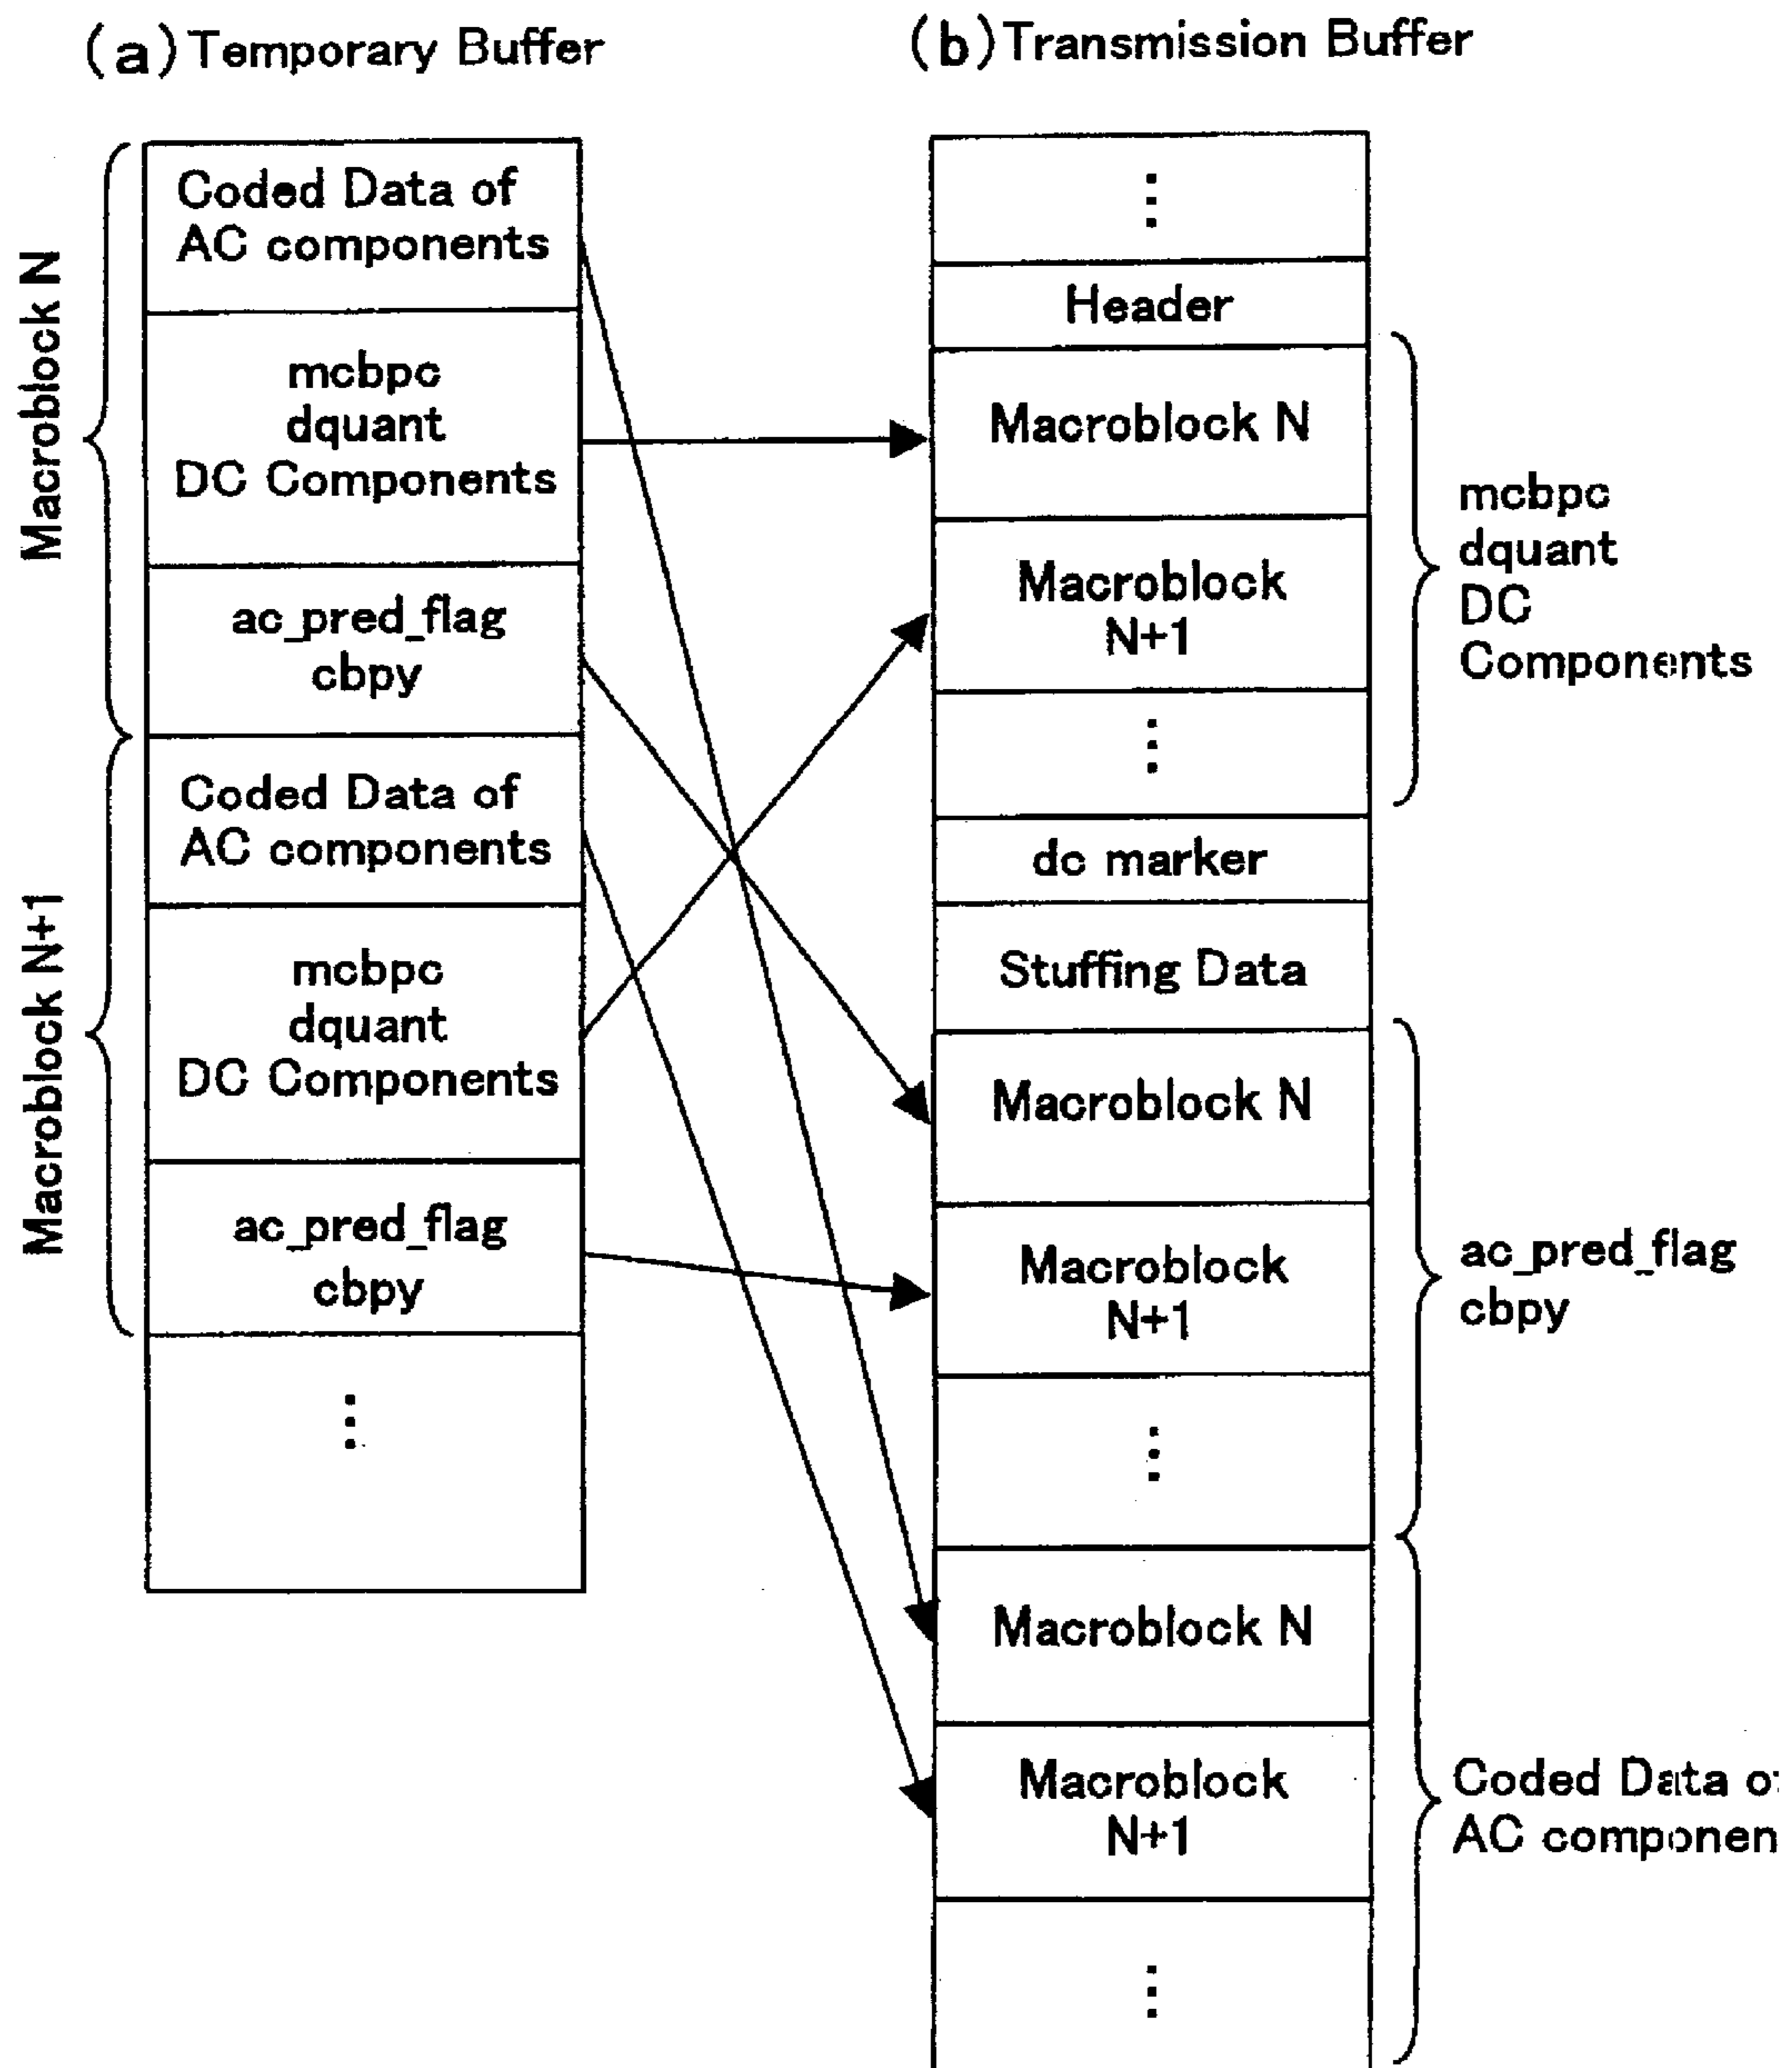 (a) Temporary Buffer
Macroblock N
Coded Data of
AC components
mcbpc
dquant
DC Components
ac_pred_flag
cbpy
Macroblock N+1
Coded Data of
AC components
mcbpc
dquant
DC Components
ac_pred_flag
cbpy
(b) Transmission Buffer
Header
Macroblock N
Macroblock
N+1
mcbpc
dquant
DC
Components
dc marker
Stuffing Data
Macroblock N
Macroblock
N+1
ac_pred_flag
cbpy
Macroblock N
Macroblock
N+1
Coded Data
AC